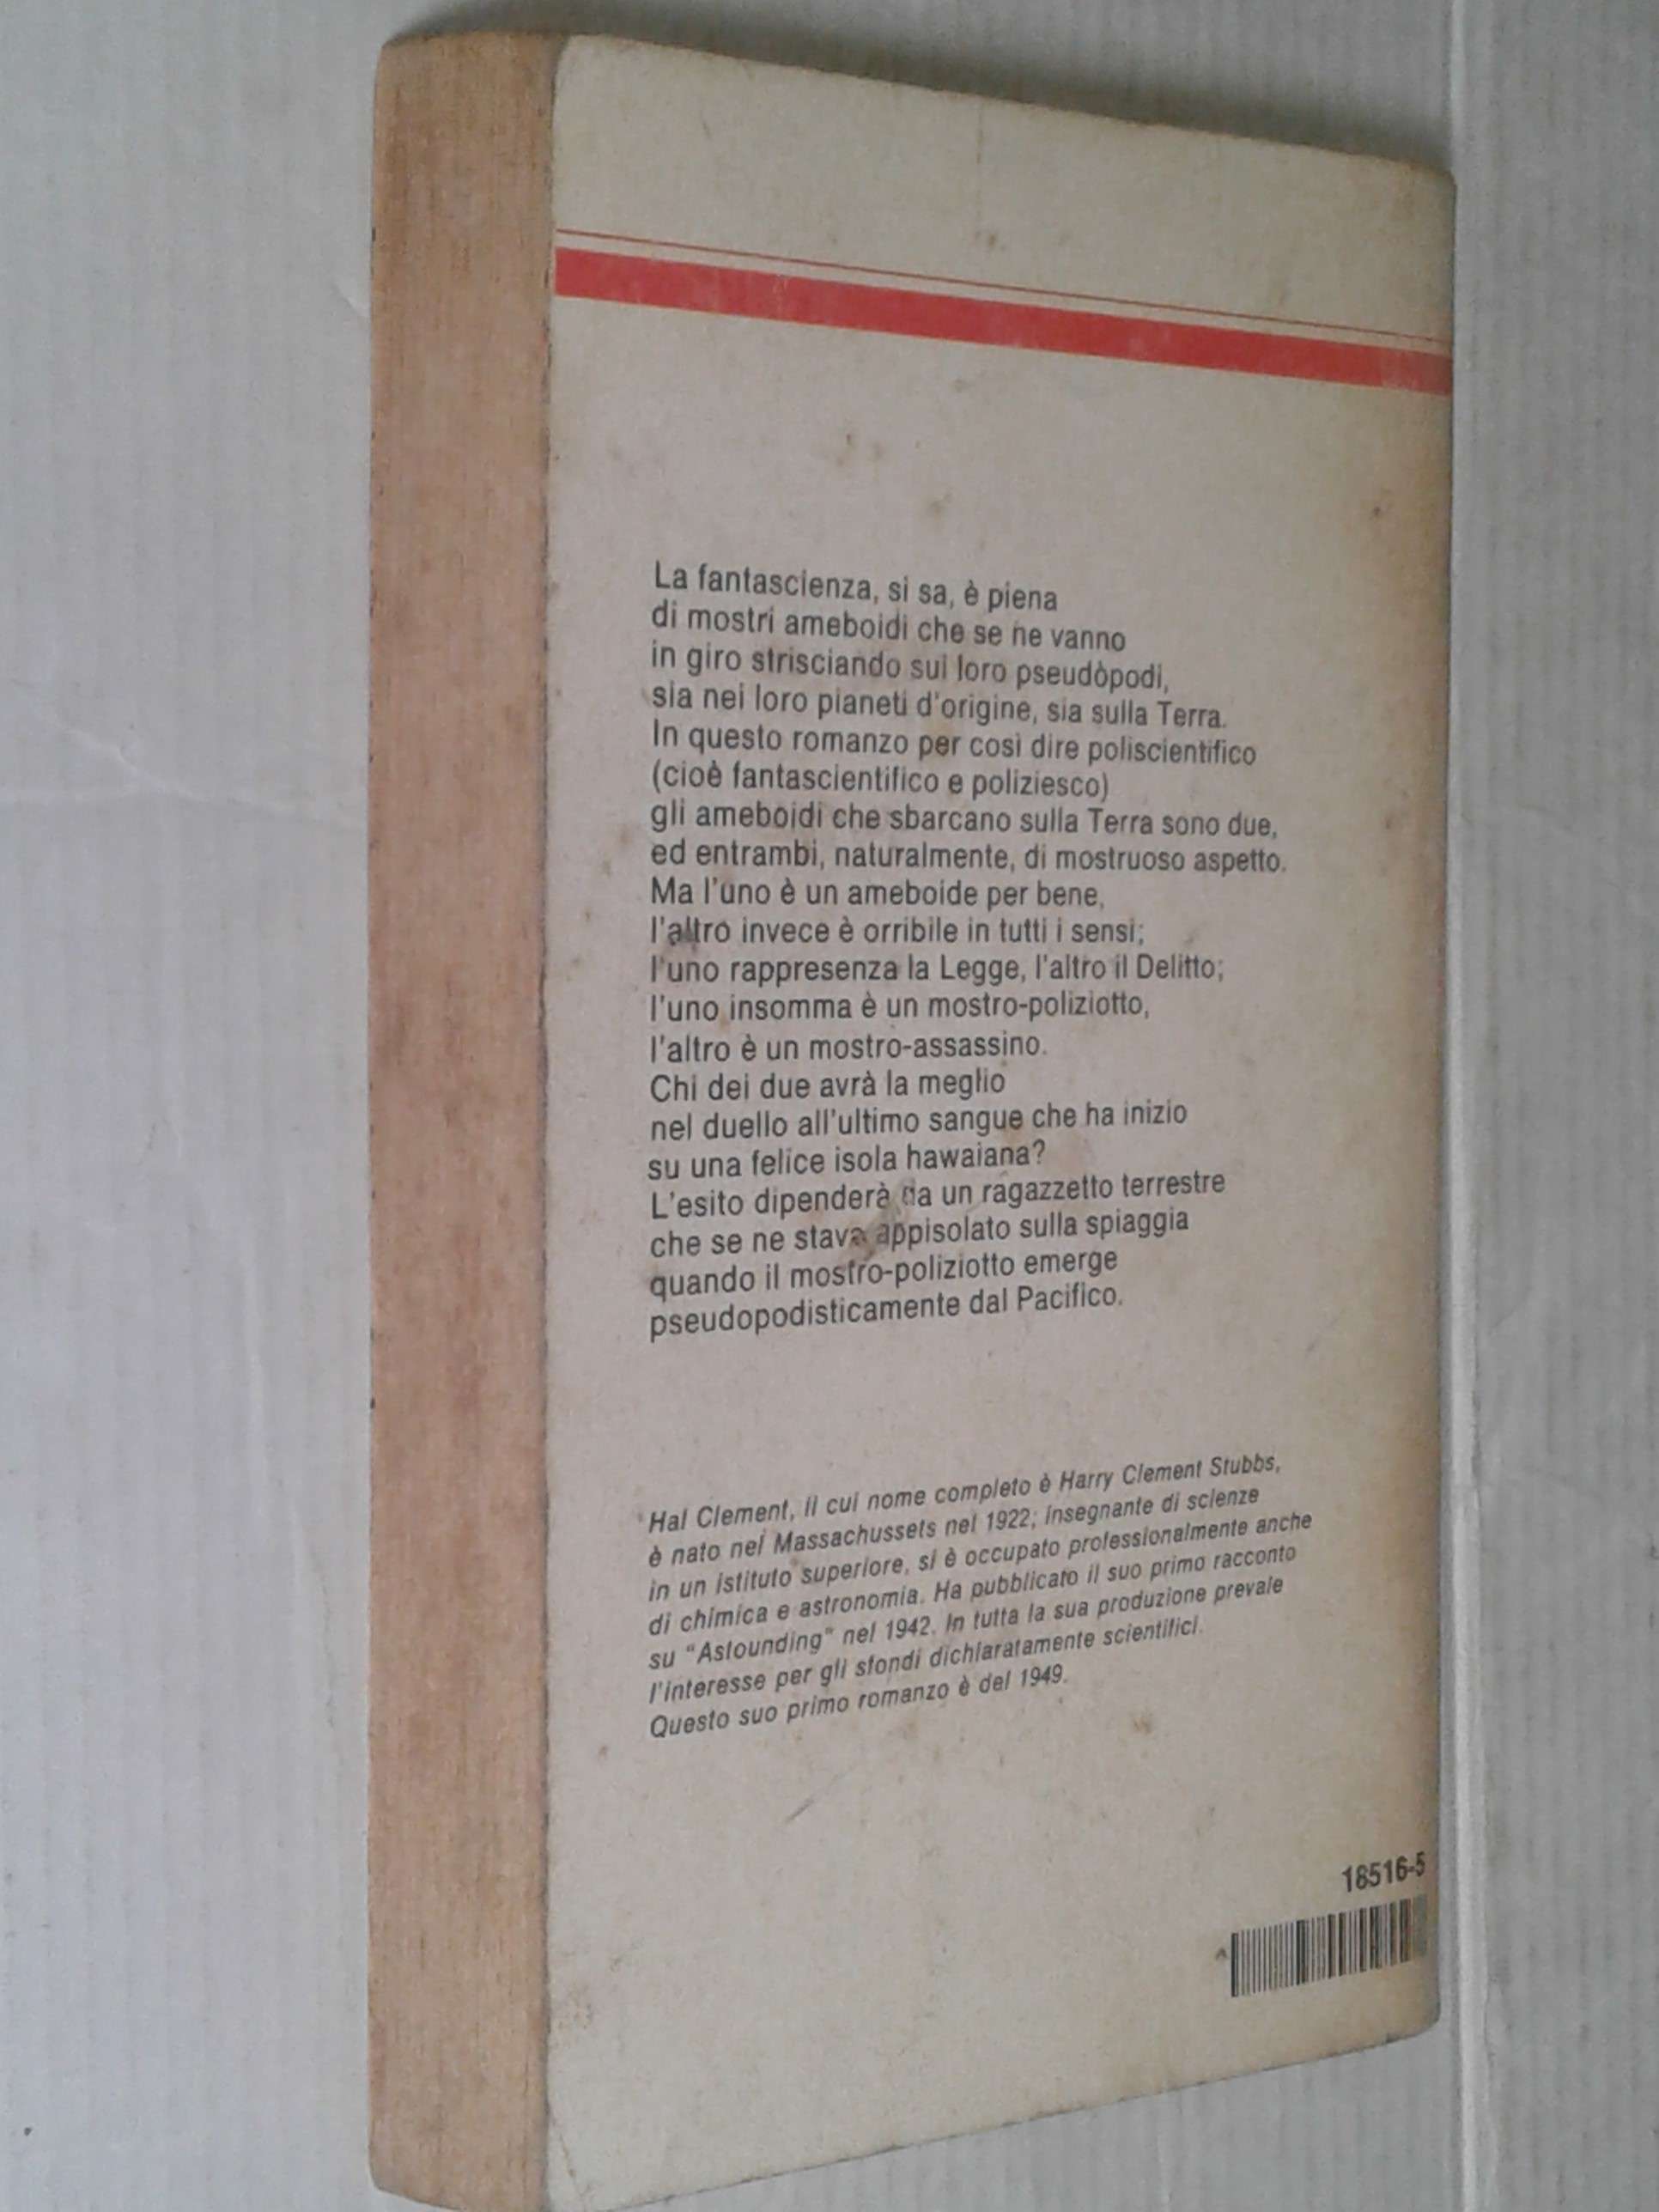 La fantascienza, si sa, è piena
di mostri ameboidi che se ne vanno
in giro strisciando sui loro pseudòpodi,
sia nei loro pianeti d'origine, sia sulla Terra.
In questo romanzo per così dire poliscientifico
(cioè fantascientifico e poliziesco)
gli ameboidi che sbarcano sulla Terra sono due,
ed entrambi, naturalmente, di mostruoso aspetto.
Ma l'uno è un ameboide per bene,
l'altro invece è orribile in tutti i sensi;
l'uno rappresenza la Legge, l'altro il Delitto;
l'uno insomma è un mostro-poliziotto,
l'altro è un mostro-assassino.
Chi dei due avrà la meglio
nel duello all'ultimo sangue che ha inizio
su una felice isola hawaiana?
L'esito dipenderà da un ragazzetto terrestre
che se ne stava appisolato sulla spiaggia
quando il mostro-poliziotto emerge
pseudopodisticamente dal Pacifico.
Hal Clement, il cui nome completo è Harry Clement Stubbs,
è nato nel Massachussets nel 1922; insegnante di scienze
in un istituto superiore, si è occupato professionalmente anche
di chimica e astronomia. Ha pubblicato il suo primo racconto
su "Astounding" nel 1942. In tutta la sua produzione prevale
l'interesse per gli sfondi dichiaratamente scientifici.
Questo suo primo romanzo è del 1949.
18516-5